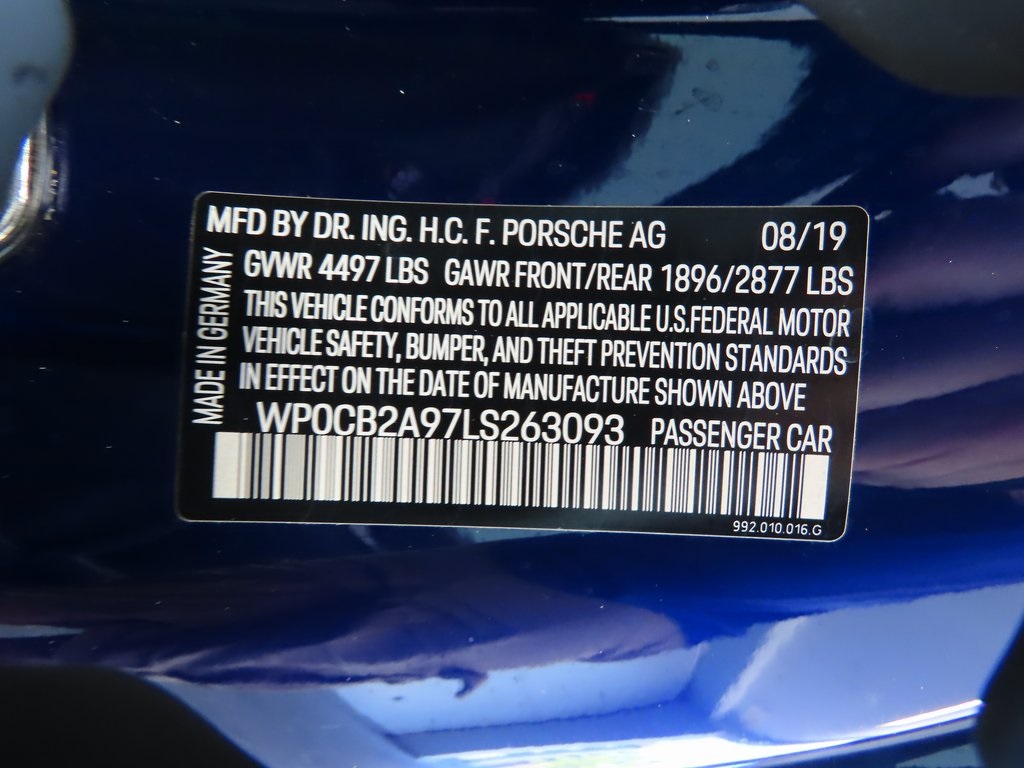 MFD BY DR. ING. H.C. F. PORSCHE AG 08/19
GVWR 4497 LBS GAWR FRONT/REAR 1896/2877 LBS
THIS VEHICLE CONFORMS TO ALL APPLICABLE U.S.FEDERAL MOTOR
VEHICLE SAFETY, BUMPER, AND THEFT PREVENTION STANDARDS
IN EFFECT ON THE DATE OF MANUFACTURE SHOWN ABOVE
WP0CB2A97LS263093 PASSENGER CAR
992.010.016.G
MADE IN GERMANY